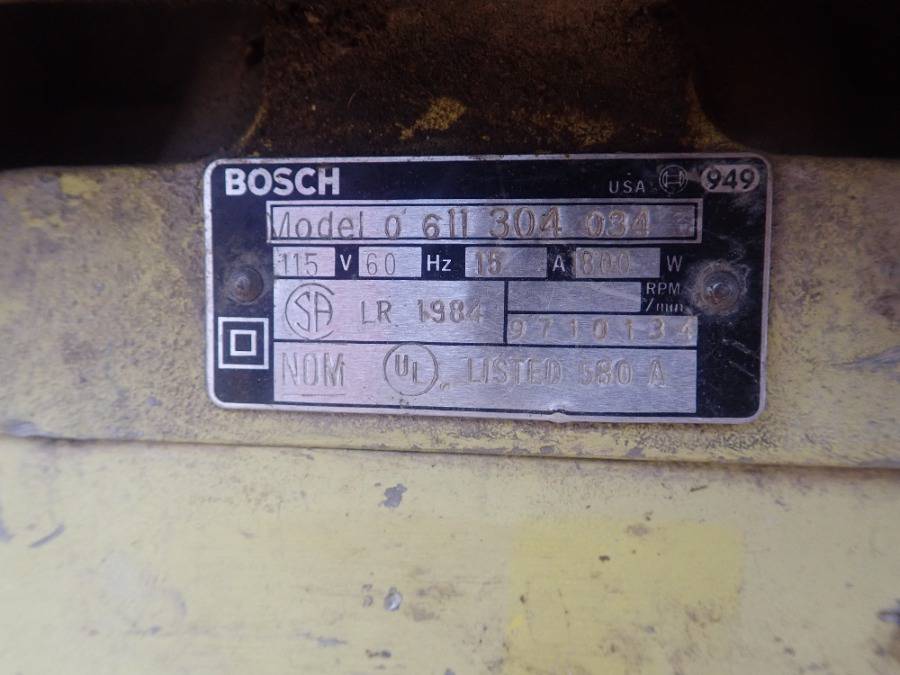 BOSCH USA 949
Model 0 611 304 034
115 V 60 Hz 15 A 800 W
RPM
/min
SA LR 1984
9710134
NOM UL LISTED 580 A